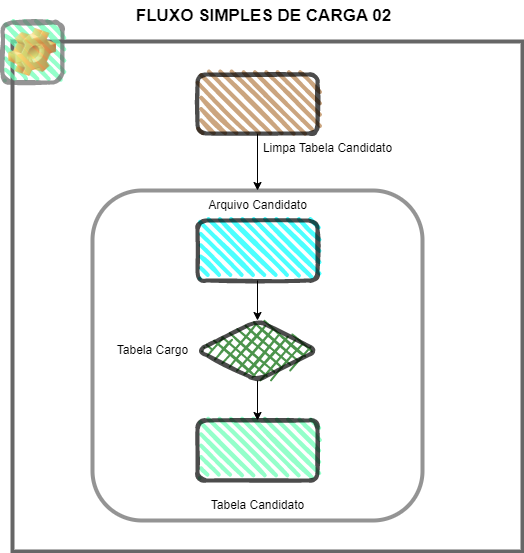 FLUXO SIMPLES DE CARGA 02
Limpa Tabela Candidato
Arquivo Candidato
Tabela Cargo
Tabela Candidato